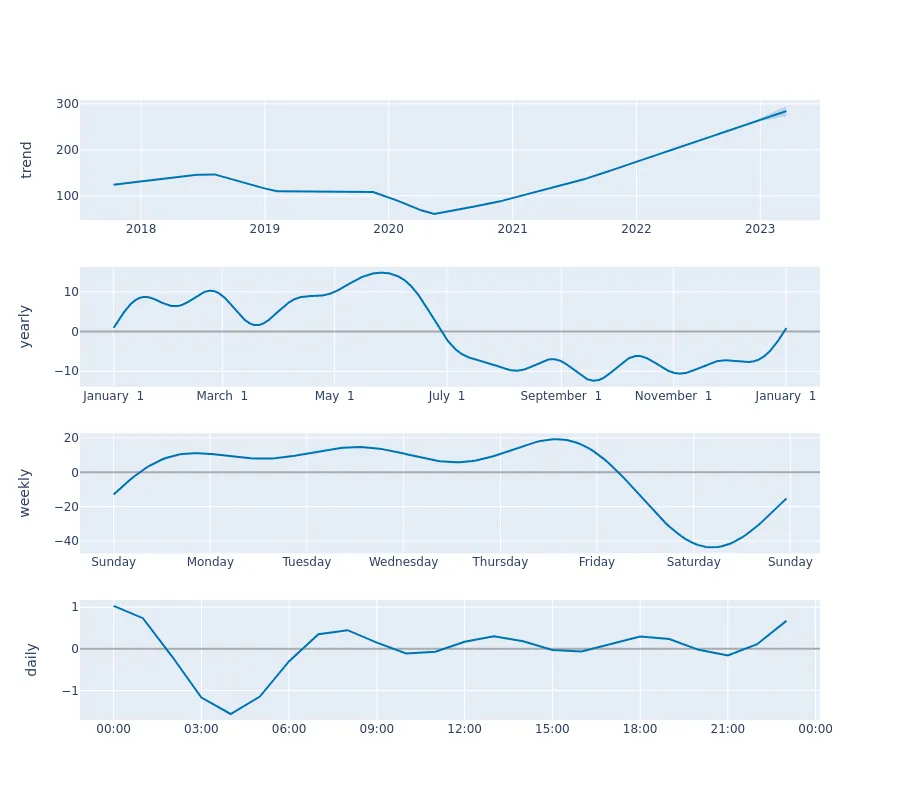 trend
300
200
100
2018 2019 2020 2021 2022 2023
yearly
10
0
−10
January 1 March 1 May 1 July 1 September 1 November 1 January 1
weekly
20
0
−20
−40
Sunday Monday Tuesday Wednesday Thursday Friday Saturday Sunday
daily
1
0
−1
00:00 03:00 06:00 09:00 12:00 15:00 18:00 21:00 00:00